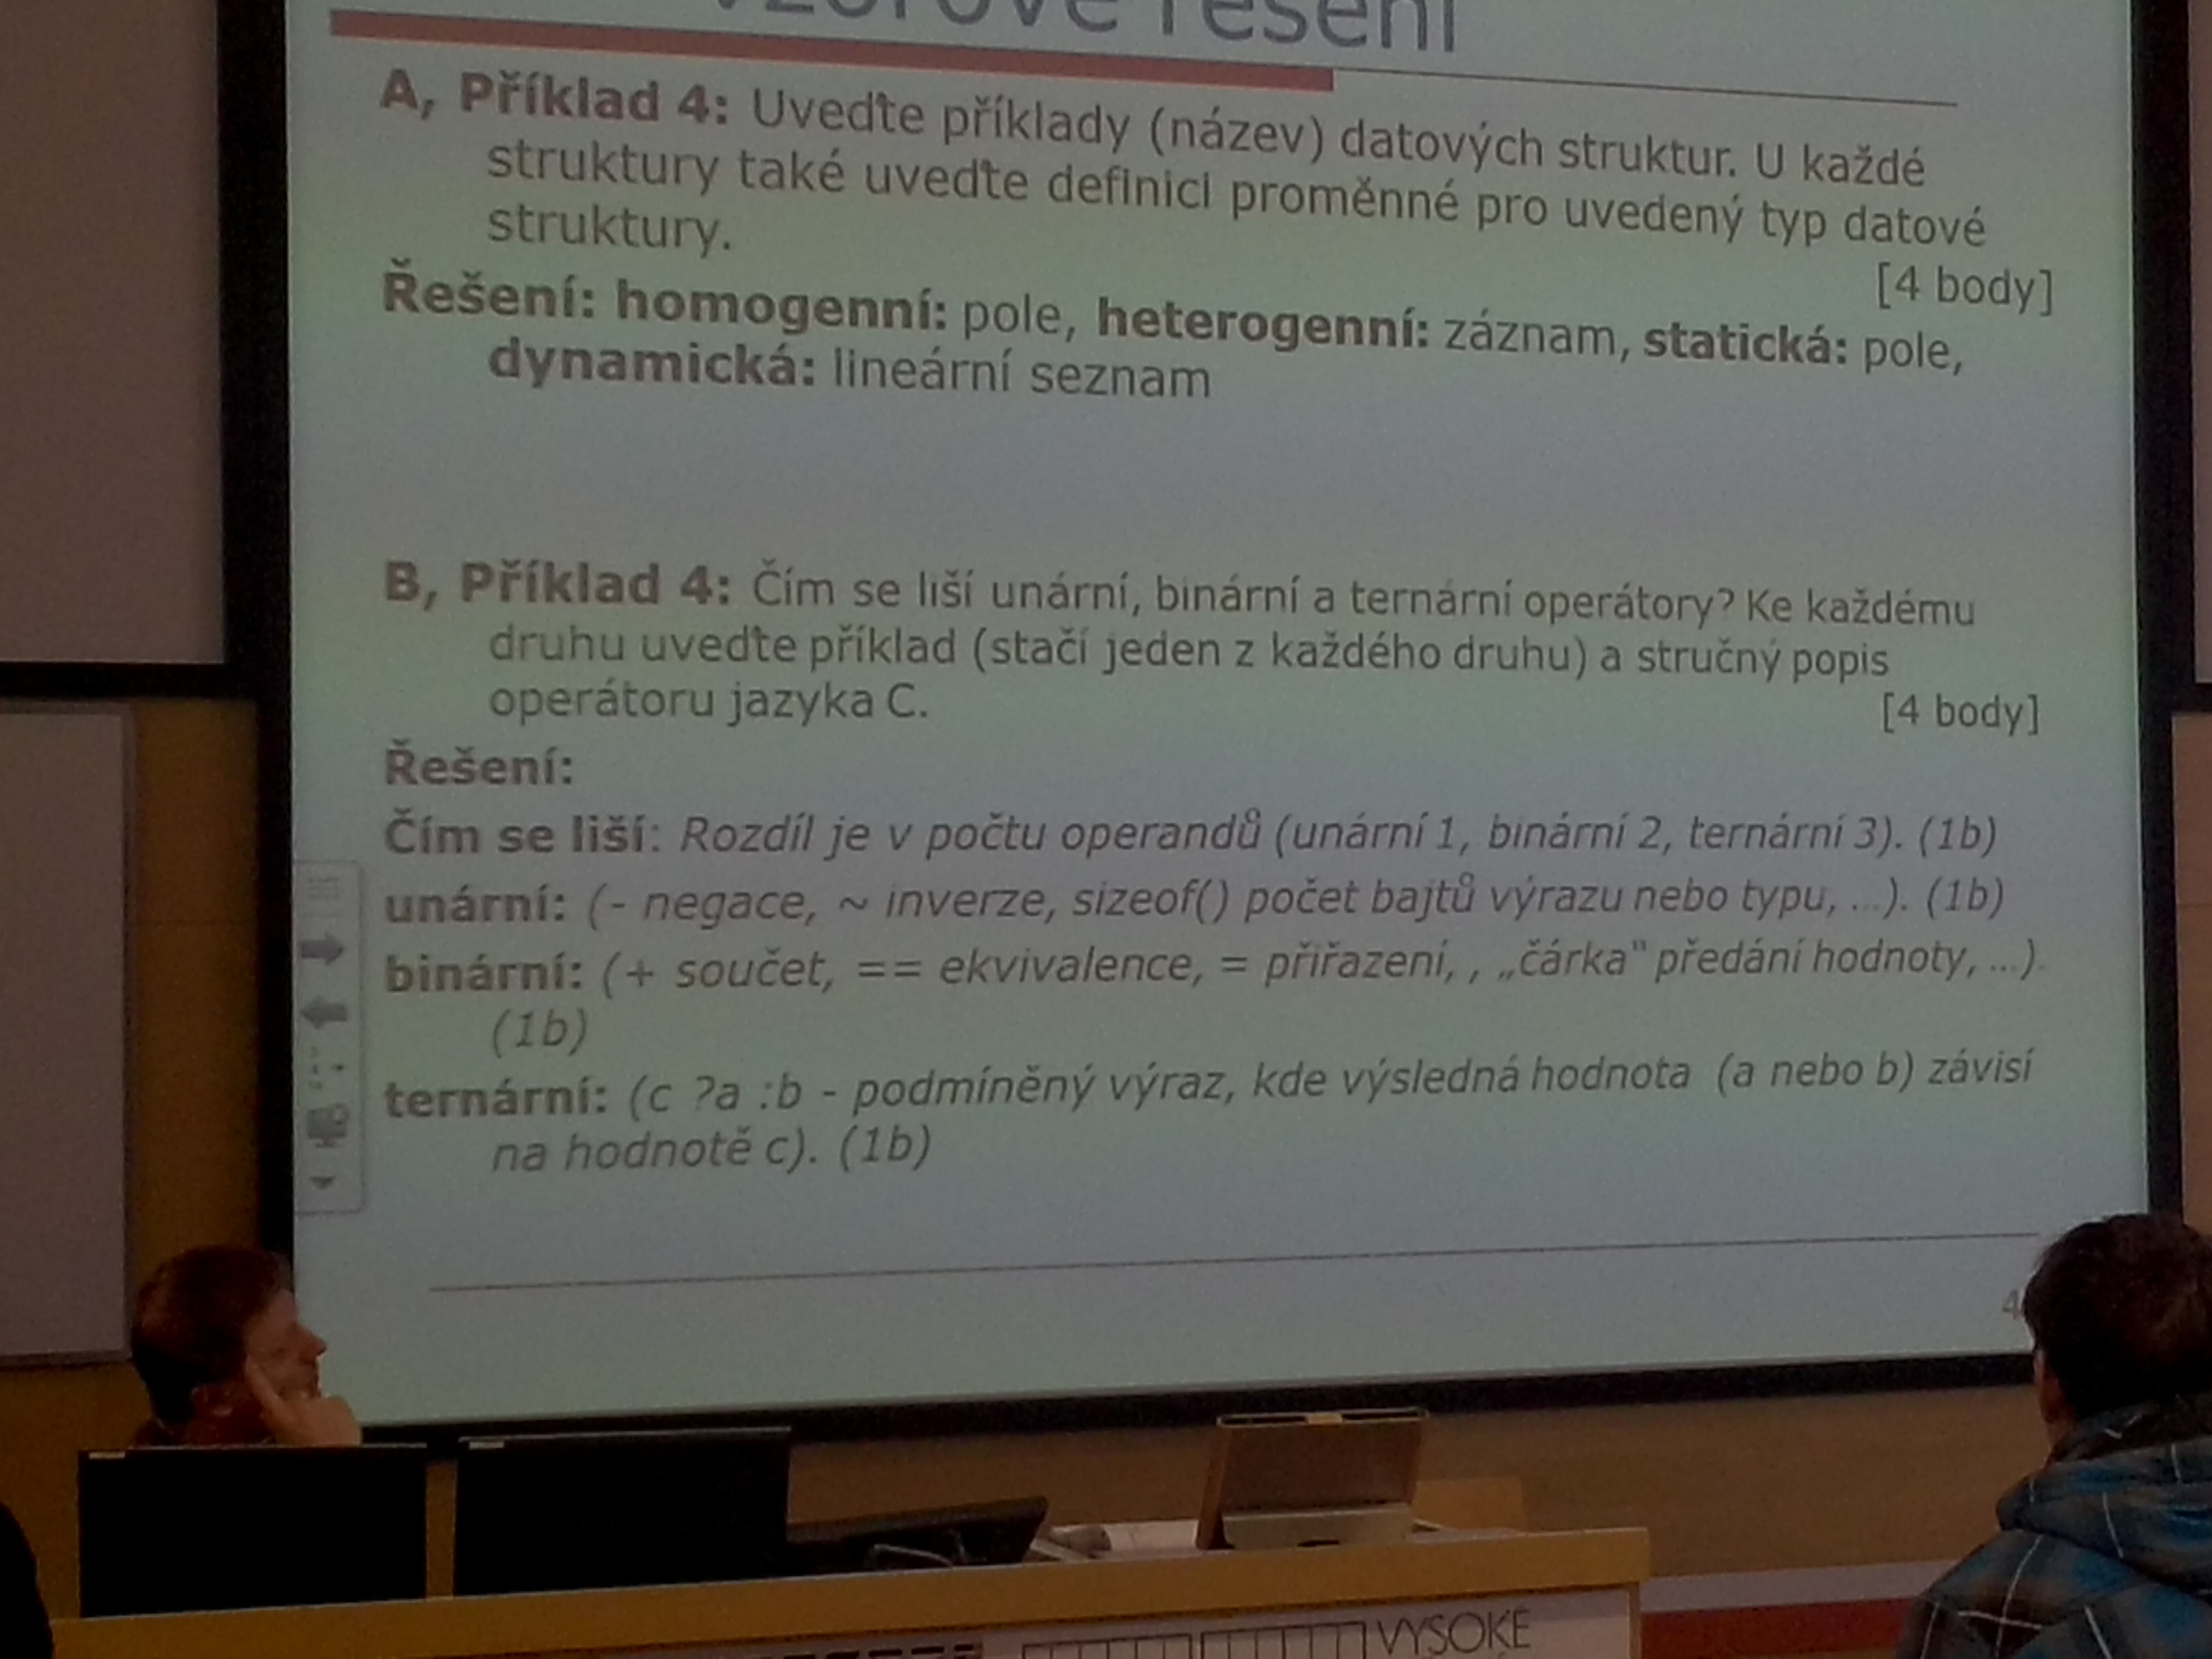 Vzorové řešení
A, Příklad 4: Uveďte příklady (název) datových struktur. U každé
struktury také uveďte definici proměnné pro uvedený typ datové
struktury.
[4 body]
Řešení: homogenní: pole, heterogenní: záznam, statická: pole,
dynamická: lineární seznam
B, Příklad 4: Čím se liší unární, binární a ternární operátory? Ke každému
druhu uveďte příklad (stačí jeden z každého druhu) a stručný popis
operátoru jazyka C.
[4 body]
Řešení:
Čím se liší: Rozdíl je v počtu operandů (unární 1, binární 2, ternární 3). (1b)
unární: (- negace, ~ inverze, sizeof() počet bajtů výrazu nebo typu, ...). (1b)
binární: (+ součet, == ekvivalence, = přiřazení, , „čárka" předání hodnoty, ...).
(1b)
ternární: (c ?a :b - podmíněný výraz, kde výsledná hodnota (a nebo b) závisí
na hodnotě c). (1b)
4
VYSOKÉ